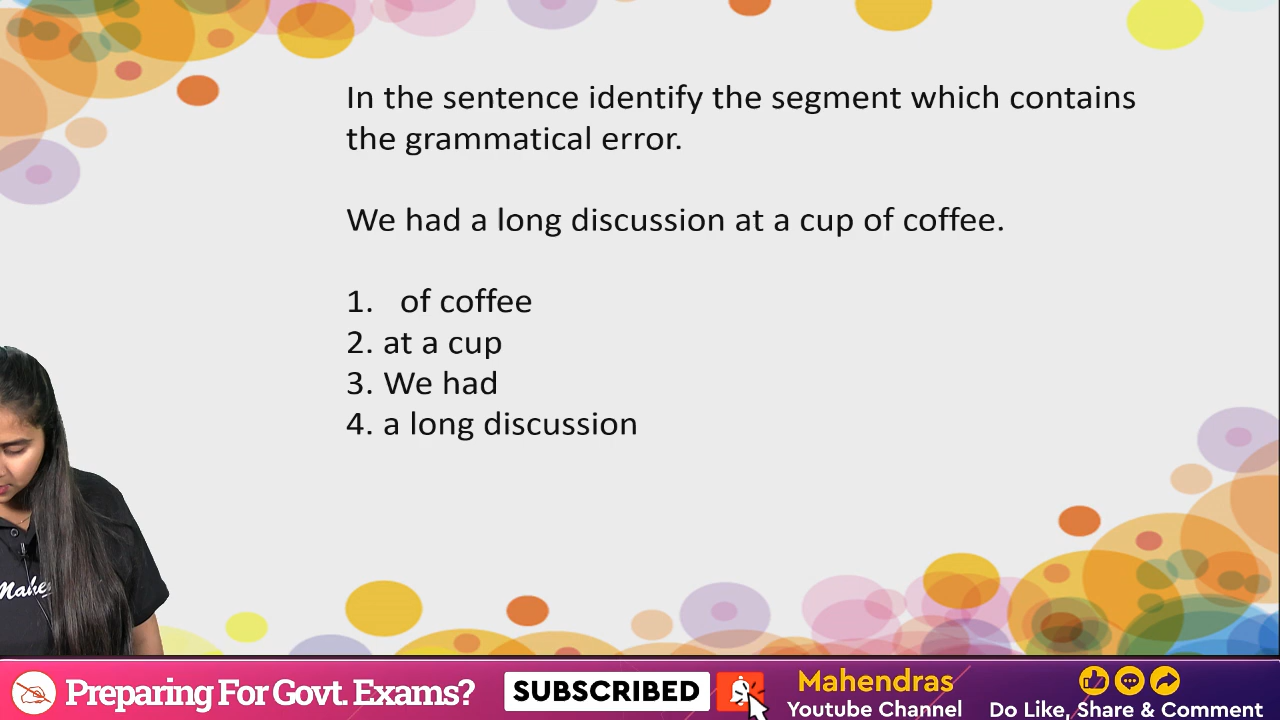 In the sentence identify the segment which contains
the grammatical error.
We had a long discussion at a cup of coffee.
1. of coffee
2. at a cup
3. We had
4. a long discussion
Preparing For Govt. Exams?
SUBSCRIBED
Mahendras
Youtube Channel
Do Like, Share & Comment